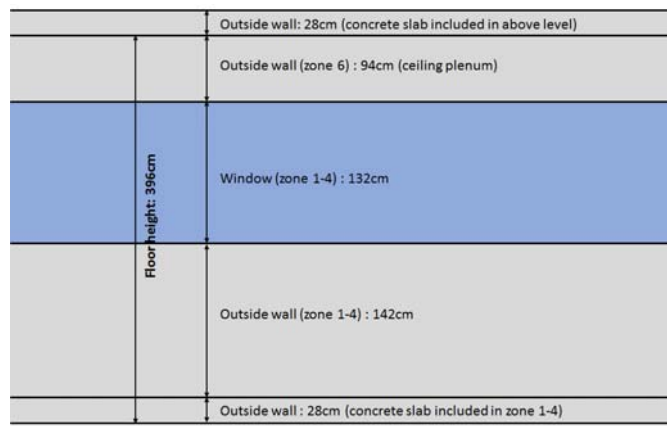 Outside wall: 28cm (concrete slab included in above level)
Outside wall (zone 6) : 94cm (ceiling plenum)
Window (zone 1-4) : 132cm
Floor height: 396cm
Outside wall (zone 1-4) : 142cm
Outside wall : 28cm (concrete slab included in zone 1-4)